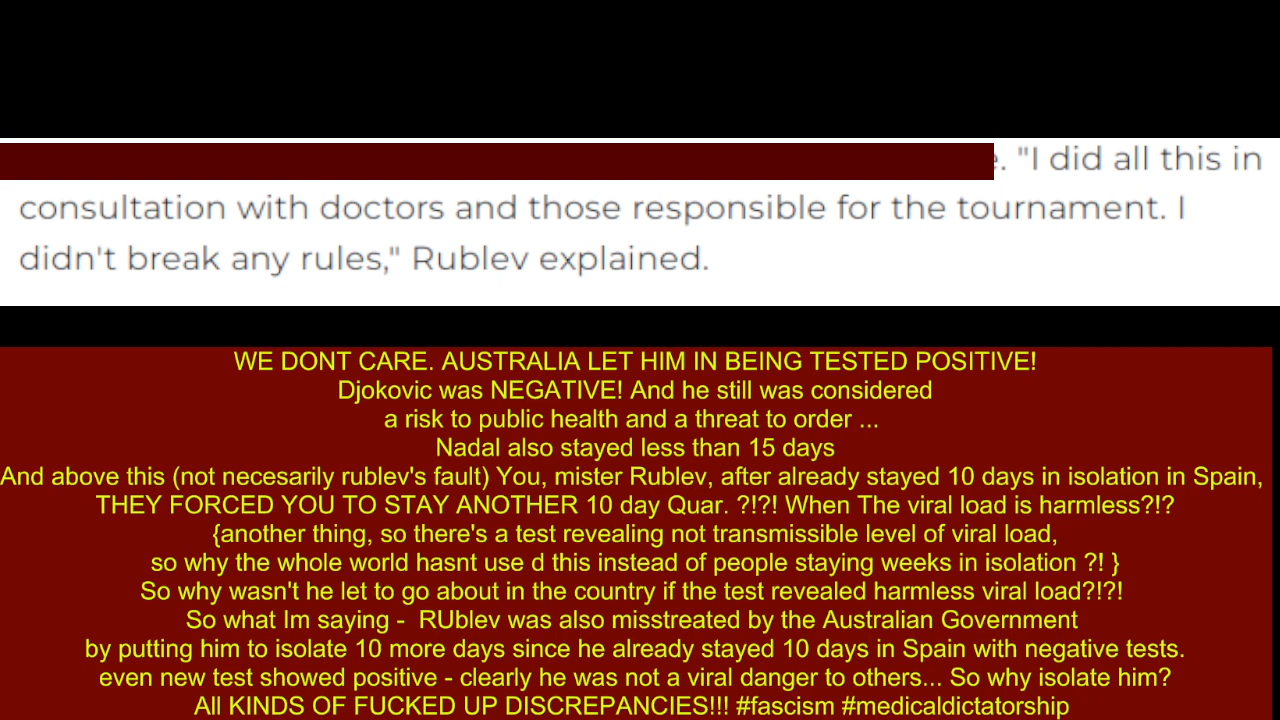 . "I did all this in
consultation with doctors and those responsible for the tournament. I
didn't break any rules," Rublev explained.
WE DONT CARE. AUSTRALIA LET HIM IN BEING TESTED POSITIVE!
Djokovic was NEGATIVE! And he still was considered
a risk to public health and a threat to order ...
Nadal also stayed less than 15 days
And above this (not necesarily rublev's fault) You, mister Rublev, after already stayed 10 days in isolation in Spain,
THEY FORCED YOU TO STAY ANOTHER 10 day Quar. ?!?! When The viral load is harmless?!?
{another thing, so there's a test revealing not transmissible level of viral load,
so why the whole world hasnt use d this instead of people staying weeks in isolation ?! }
So why wasn't he let to go about in the country if the test revealed harmless viral load?!?!
So what Im saying -  RUblev was also misstreated by the Australian Government
by putting him to isolate 10 more days since he already stayed 10 days in Spain with negative tests.
even new test showed positive - clearly he was not a viral danger to others... So why isolate him?
All KINDS OF FUCKED UP DISCREPANCIES!!! #fascism #medicaldictatorship